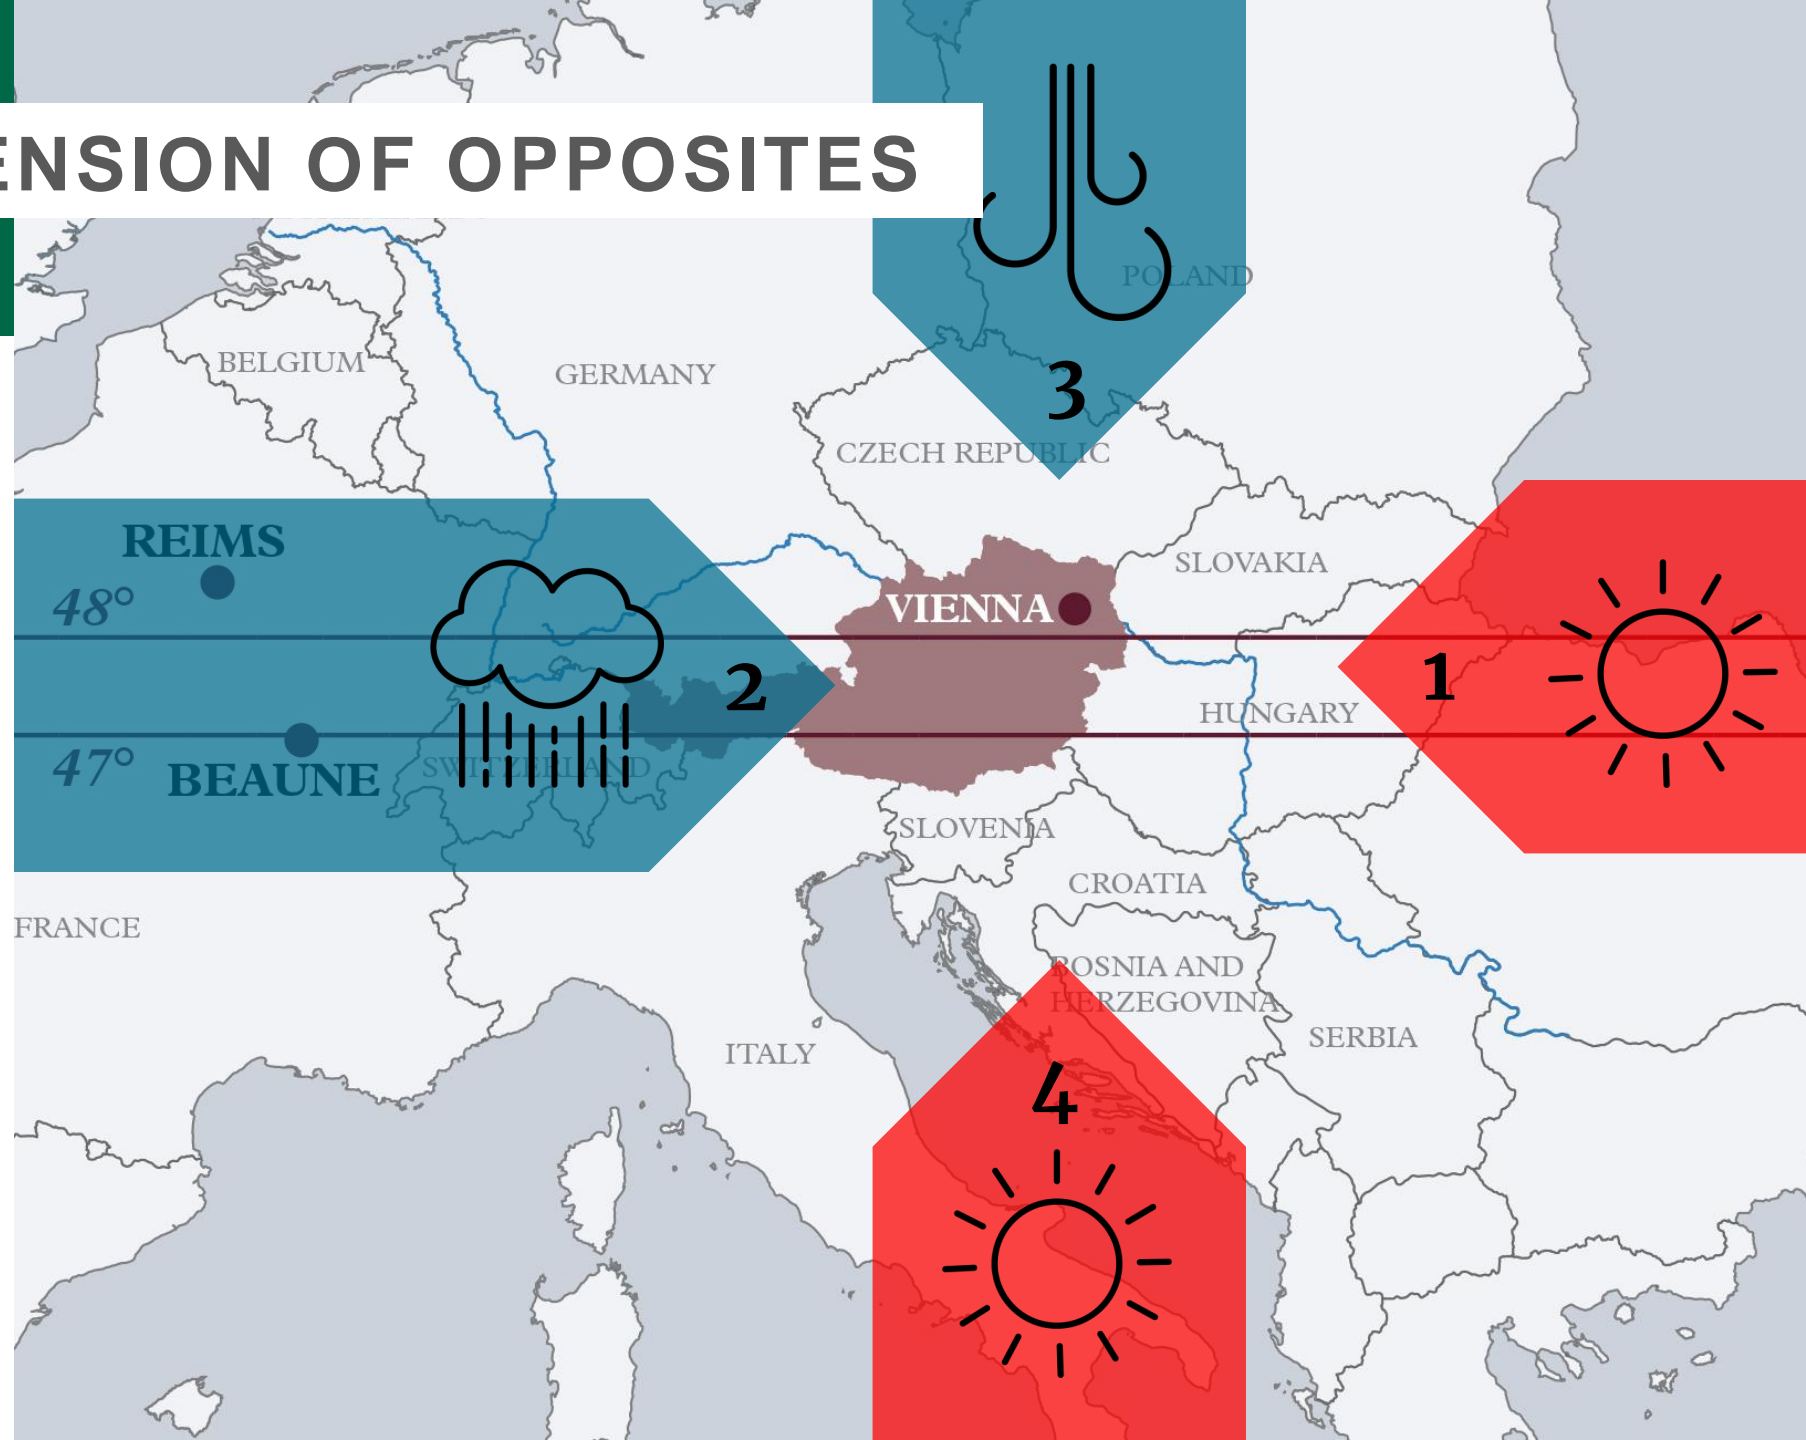 ENSION OF OPPOSITES
POLAND
BELGIUM
GERMANY
3
CZECH REPUBLIC
REIMS
SLOVAKIA
48°
VIENNA
2
1
HUNGARY
47°
BEAUNE
SWITZERLAND
SLOVENIA
CROATIA
FRANCE
BOSNIA AND
HERZEGOVINA
SERBIA
ITALY
4